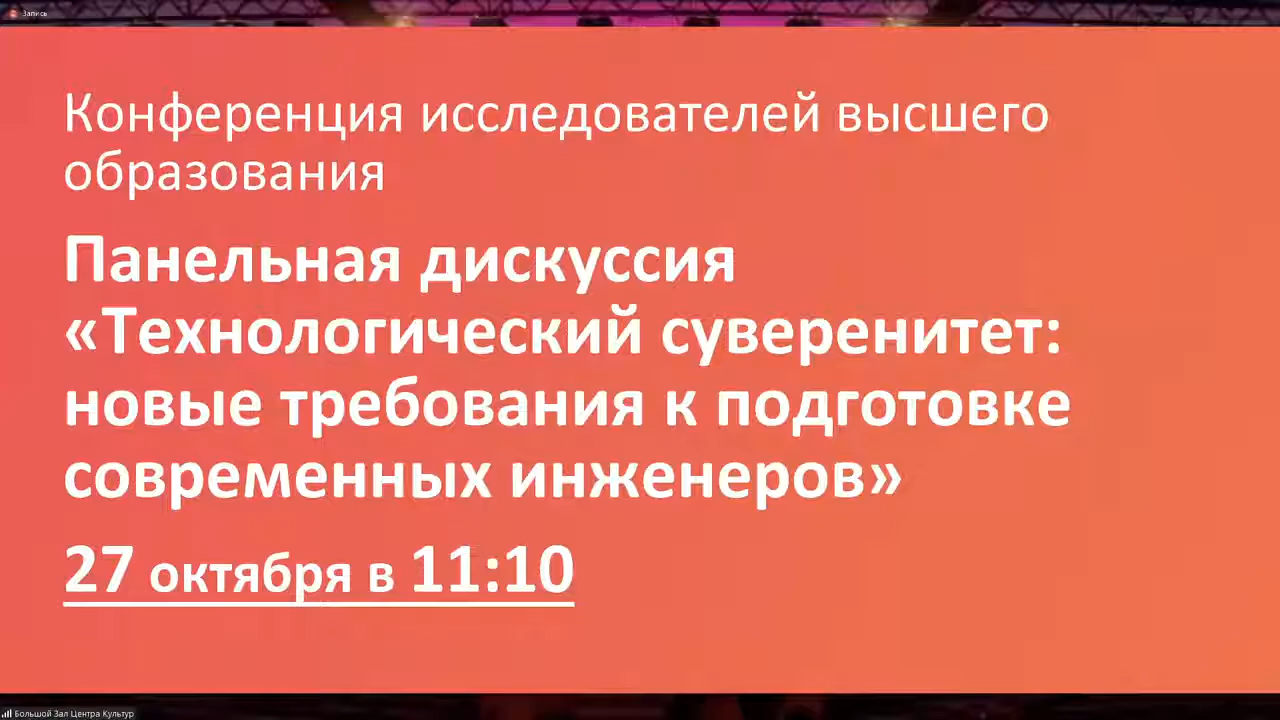 Запись
Конференция исследователей высшего
образования
Панельная дискуссия
«Технологический суверенитет:
новые требования к подготовке
современных инженеров»
27 октября в 11:10
Большой Зал Центра Культур